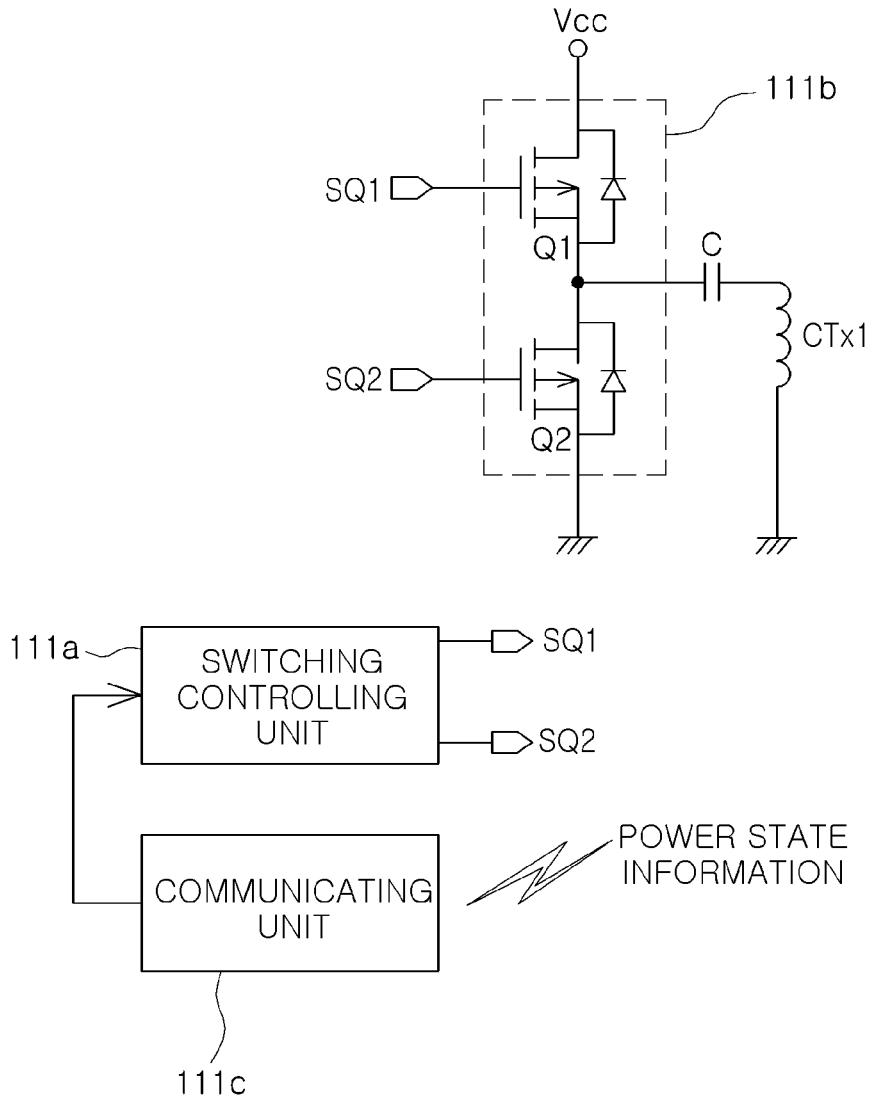 Vcc
111b
SQ1
Q1
C
CTx1
SQ2
Q2
111a
SWITCHING
CONTROLLING
UNIT
SQ1
SQ2
COMMUNICATING
UNIT
POWER STATE
INFORMATION
111c